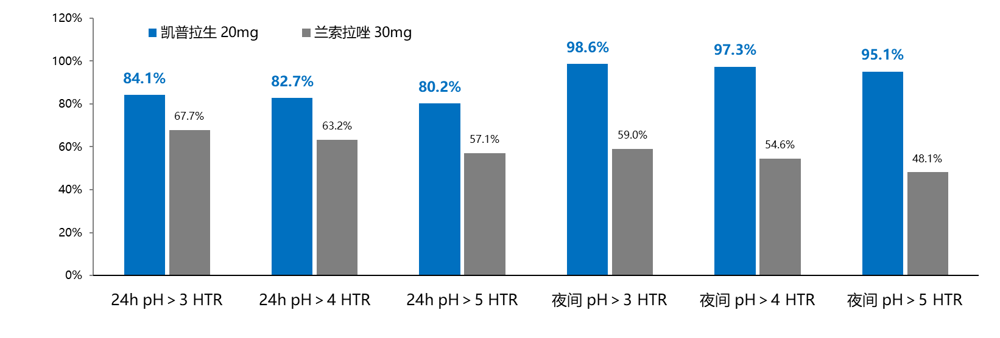 120%
100%
80%
60%
40%
20%
0%
凯普拉生 20mg 兰索拉唑 30mg
84.1%
67.7%
82.7%
63.2%
80.2%
57.1%
98.6%
59.0%
97.3%
54.6%
95.1%
48.1%
24h pH＞3 HTR
24h pH＞4 HTR
24h pH＞5 HTR
夜间 pH＞3 HTR
夜间 pH＞4 HTR
夜间 pH＞5 HTR